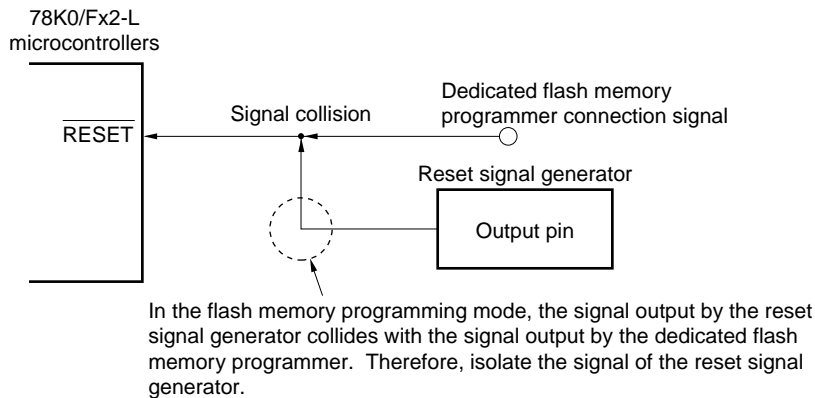 78K0/Fx2-L
microcontrollers
Dedicated flash memory
programmer connection signal
Signal collision
RESET
Reset signal generator
Output pin
In the flash memory programming mode, the signal output by the reset
signal generator collides with the signal output by the dedicated flash
memory programmer.  Therefore, isolate the signal of the reset signal
generator.